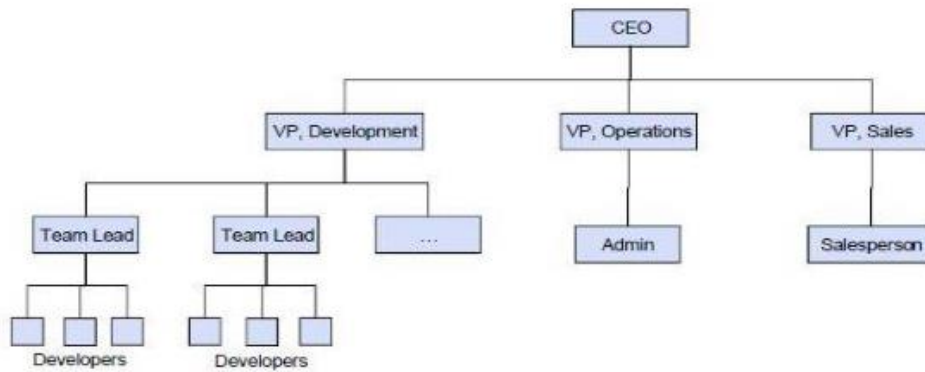 CEO
VP, Development
VP, Operations
VP, Sales
Team Lead
Team Lead
...
Admin
Salesperson
Developers
Developers